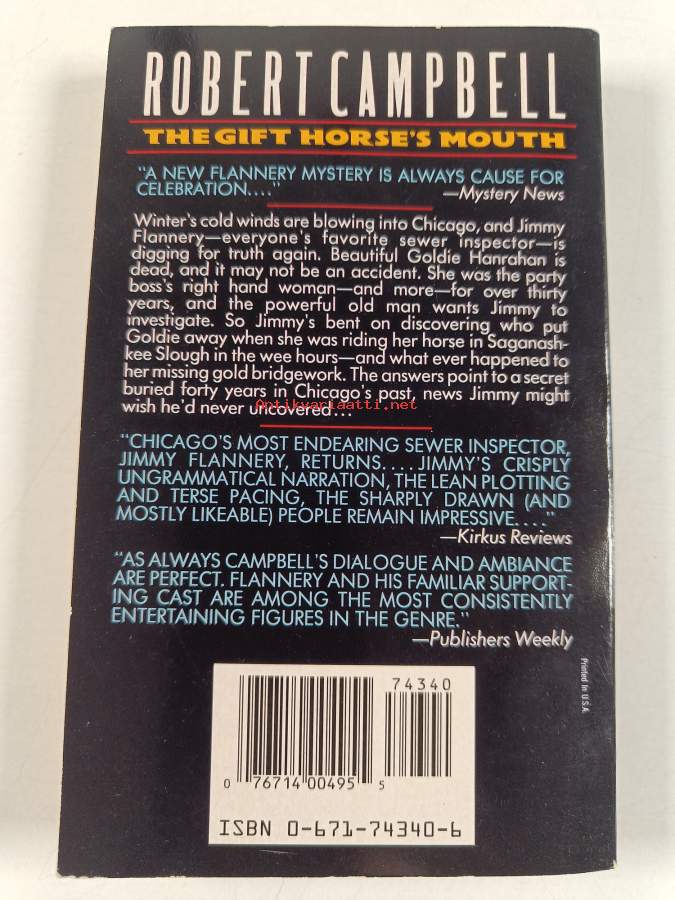 ROBERT CAMPBELL
THE GIFT HORSE'S MOUTH
"A NEW FLANNERY MYSTERY IS ALWAYS CAUSE FOR
CELEBRATION...."
—Mystery News
Winter's cold winds are blowing into Chicago, and Jimmy
Flannery—everyone's favorite sewer inspector—is
digging for truth again. Beautiful Goldie Hanrahan is
dead, and it may not be an accident. She was the party
boss's right hand woman—and more—for over thirty
years, and the powerful old man wants Jimmy to
investigate. So Jimmy's bent on discovering who put
Goldie away when she was riding her horse in Saganash-
kee Slough in the wee hours—and what ever happened to
her missing gold bridgework. The answers point to a secret
buried forty years in Chicago's past, news Jimmy might
wish he'd never uncovered...
Antikvariaatti.net
"CHICAGO'S MOST ENDEARING SEWER INSPECTOR,
JIMMY FLANNERY, RETURNS.... JIMMY'S CRISPLY
UNGRAMMATICAL NARRATION, THE LEAN PLOTTING
AND TERSE PACING, THE SHARPLY DRAWN (AND
MOSTLY LIKEABLE) PEOPLE REMAIN IMPRESSIVE...."
—Kirkus Reviews
"AS ALWAYS CAMPBELL'S DIALOGUE AND AMBIANCE
ARE PERFECT. FLANNERY AND HIS FAMILIAR SUPPORT-
ING CAST ARE AMONG THE MOST CONSISTENTLY
ENTERTAINING FIGURES IN THE GENRE."
—Publishers Weekly
Printed in U.S.A.
74340
0 76714 00495 5
ISBN 0-671-74340-6